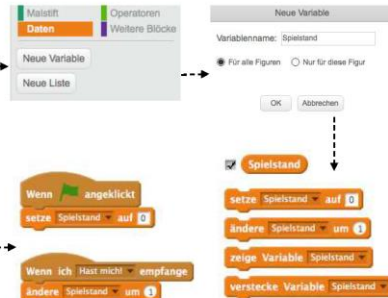 Malstift
Operatoren
Daten
Weitere Blöcke
Neue Variable
Neue Liste
Neue Variable
Variablenname: Spielstand
Für alle Figuren
Nur für diese Figur
OK
Abbrechen
Spielstand
setze Spielstand auf 0
ändere Spielstand um 1
zeige Variable Spielstand
verstecke Variable Spielstand
Wenn angeklickt
setze Spielstand auf 0
Wenn ich Hast mich! empfange
ändere Spielstand um 1